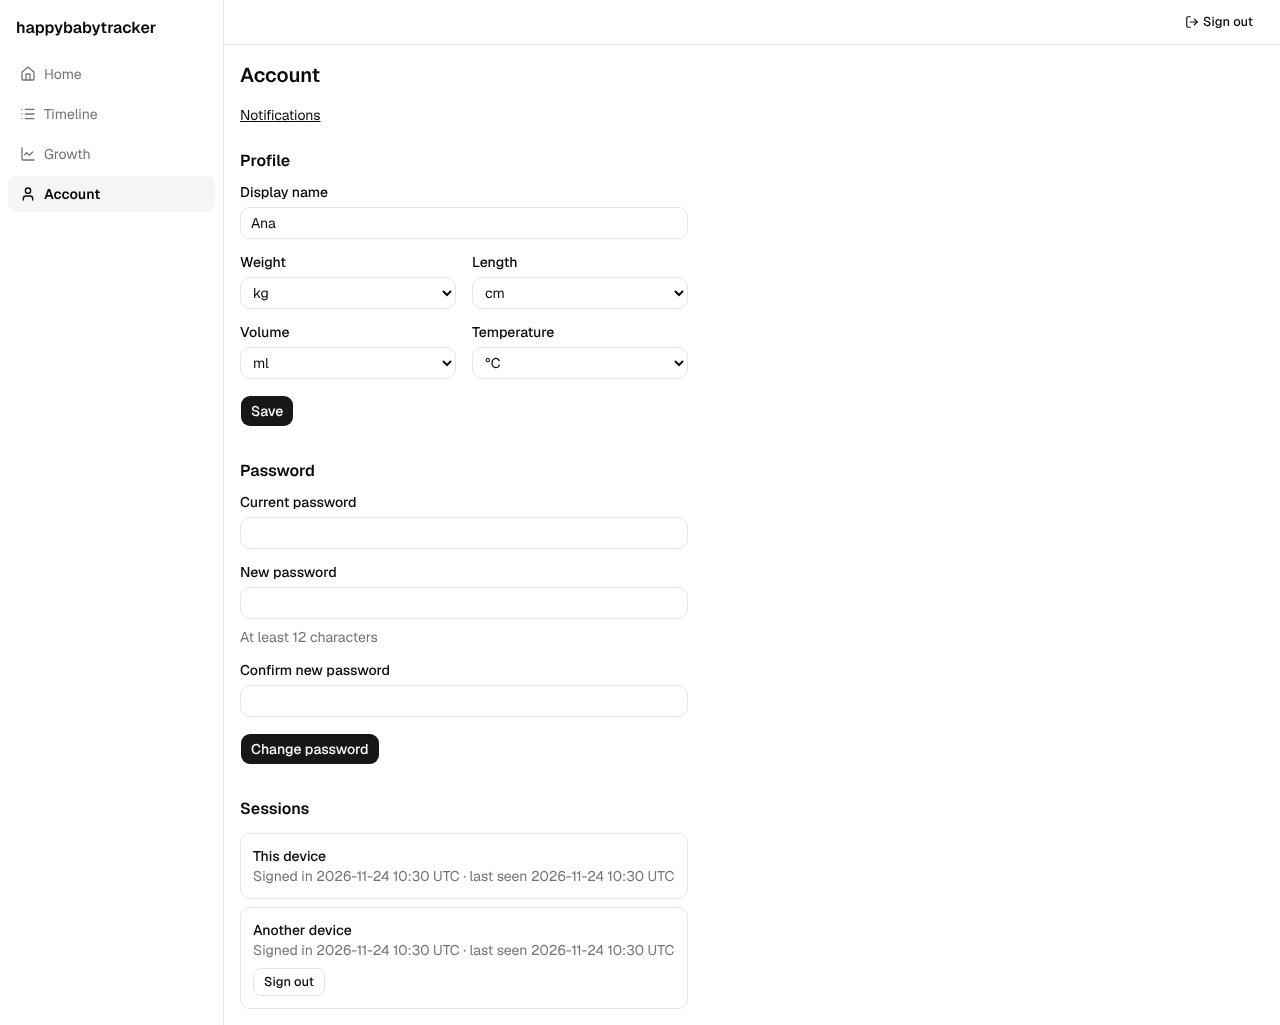 happybabytracker
Sign out
Home
Timeline
Growth
Account
Account
Notifications
Profile
Display name
Ana
Weight
Length
kg
cm
Volume
Temperature
ml
°C
Save
Password
Current password
New password
At least 12 characters
Confirm new password
Change password
Sessions
This device
Signed in 2026-11-24 10:30 UTC · last seen 2026-11-24 10:30 UTC
Another device
Signed in 2026-11-24 10:30 UTC · last seen 2026-11-24 10:30 UTC
Sign out